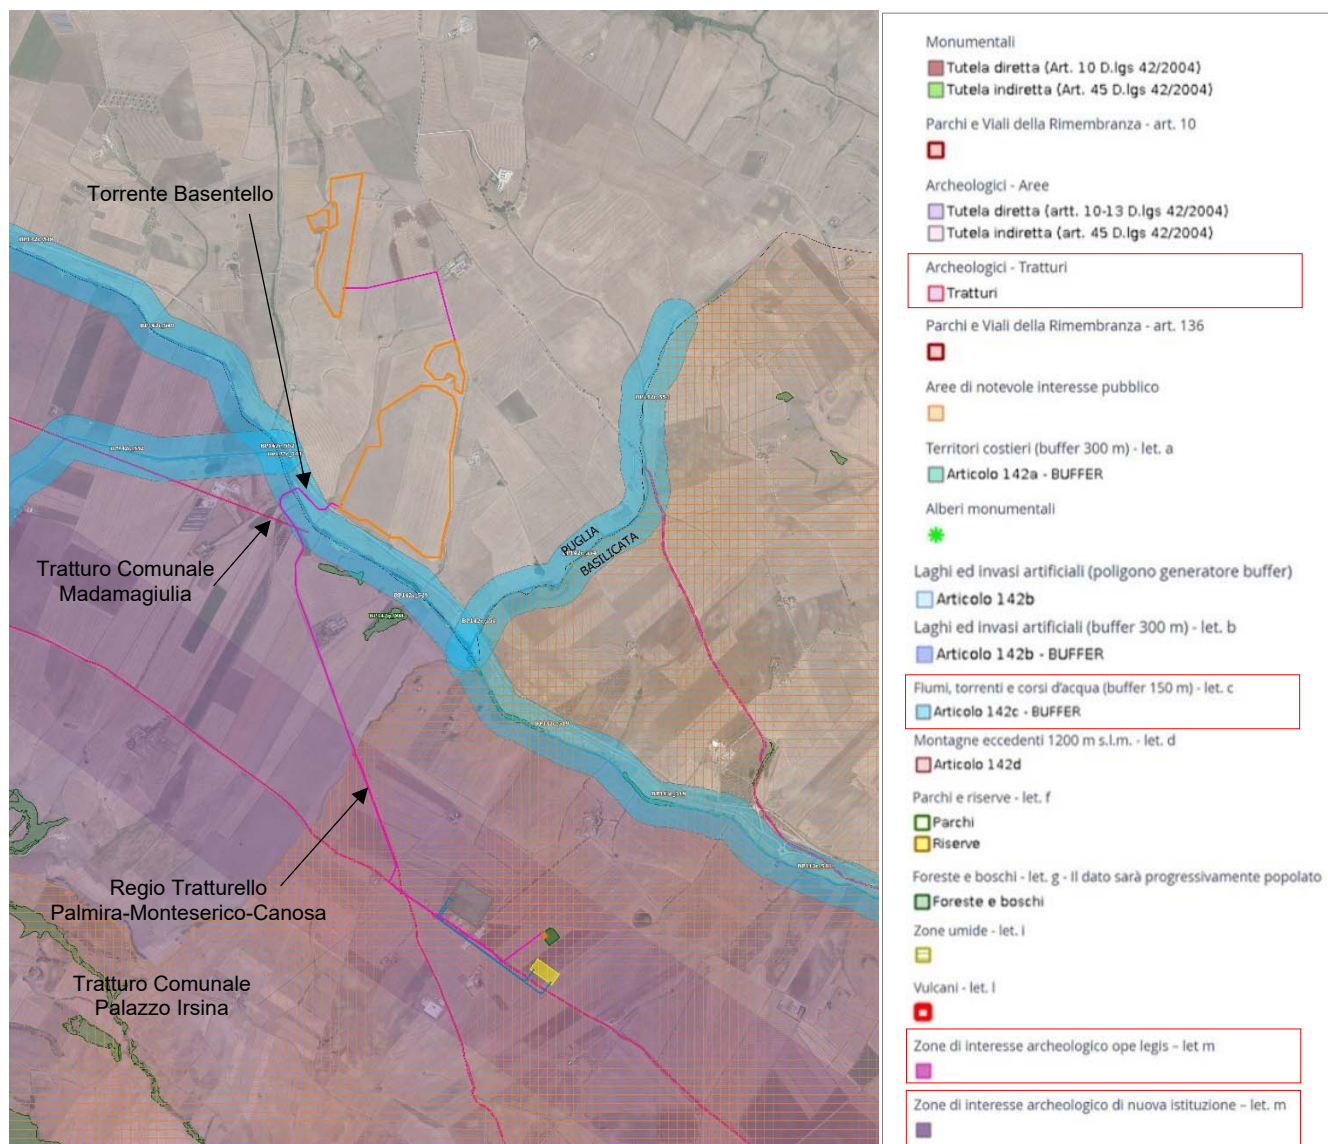 Torrente Basentello
PUGLIA
BASILICATA
Tratturo Comunale
Madamagiulia
Regio Tratturello
Palmira-Monteserico-Canosa
Tratturo Comunale
Palazzo Irsina
Monumentali
Tutela diretta (Art. 10 D.lgs 42/2004)
Tutela indiretta (Art. 45 D.lgs 42/2004)
Parchi e Viali della Rimembranza - art. 10
Archeologici - Aree
Tutela diretta (artt. 10-13 D.lgs 42/2004)
Tutela indiretta (art. 45 D.lgs 42/2004)
Archeologici - Tratturi
Tratturi
Parchi e Viali della Rimembranza - art. 136
Aree di notevole interesse pubblico
Territori costieri (buffer 300 m) - let. a
Articolo 142a - BUFFER
Alberi monumentali
Laghi ed invasi artificiali (poligono generatore buffer)
Articolo 142b
Laghi ed invasi artificiali (buffer 300 m) - let. b
Articolo 142b - BUFFER
Fiumi, torrenti e corsi d'acqua (buffer 150 m) - let. c
Articolo 142c - BUFFER
Montagne eccedenti 1200 m s.l.m. - let. d
Articolo 142d
Parchi e riserve - let. f
Parchi
Riserve
Foreste e boschi - let. g - Il dato sarà progressivamente popolato
Foreste e boschi
Zone umide - let. i
Vulcani - let. l
Zone di interesse archeologico ope legis – let m
Zone di interesse archeologico di nuova istituzione – let. m